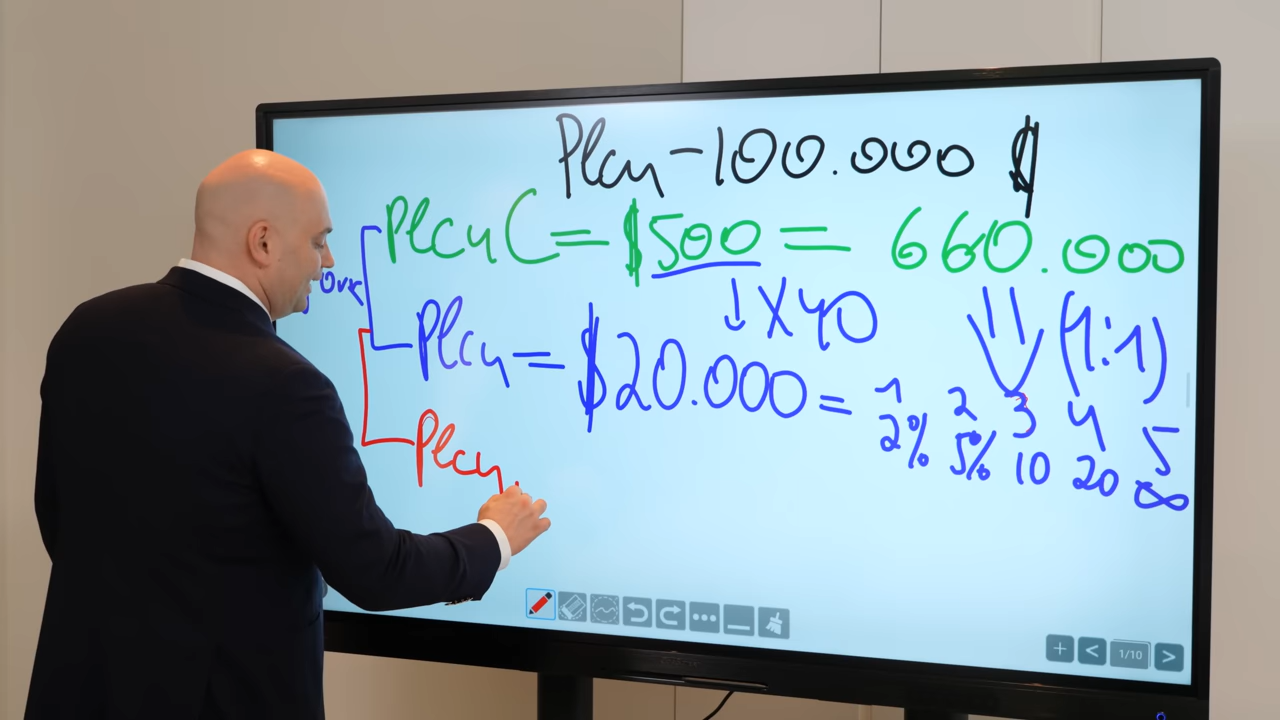 Plan - 100.000 $
Plan C = $500 = 660.000
↓ X40 (1:1)
Plan = $20.000 = 1 2 3 4 5
2% 5% 10 20 ∞
Plan
1/10